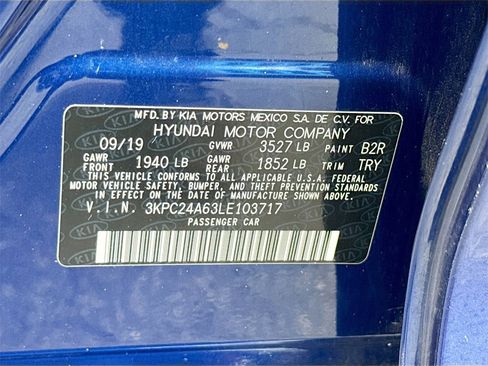 MFD.BY KIA MOTORS MEXICO S.A. DE C.V. FOR
HYUNDAI MOTOR COMPANY
09/19 GVWR 3527 LB PAINT B2R
GAWR FRONT 1940 LB GAWR REAR 1852 LB TRIM TRY
THIS VEHICLE CONFORMS TO ALL APPLICABLE U.S. FEDERAL
MOTOR VEHICLE SAFETY, BUMPER, AND THEFT PREVENTION STANDARDS
IN EFFECT ON THE DATE OF MANUFACTURE SHOWN ABOVE.
V.I.N. 3KPC24A63LE103717
PASSENGER CAR